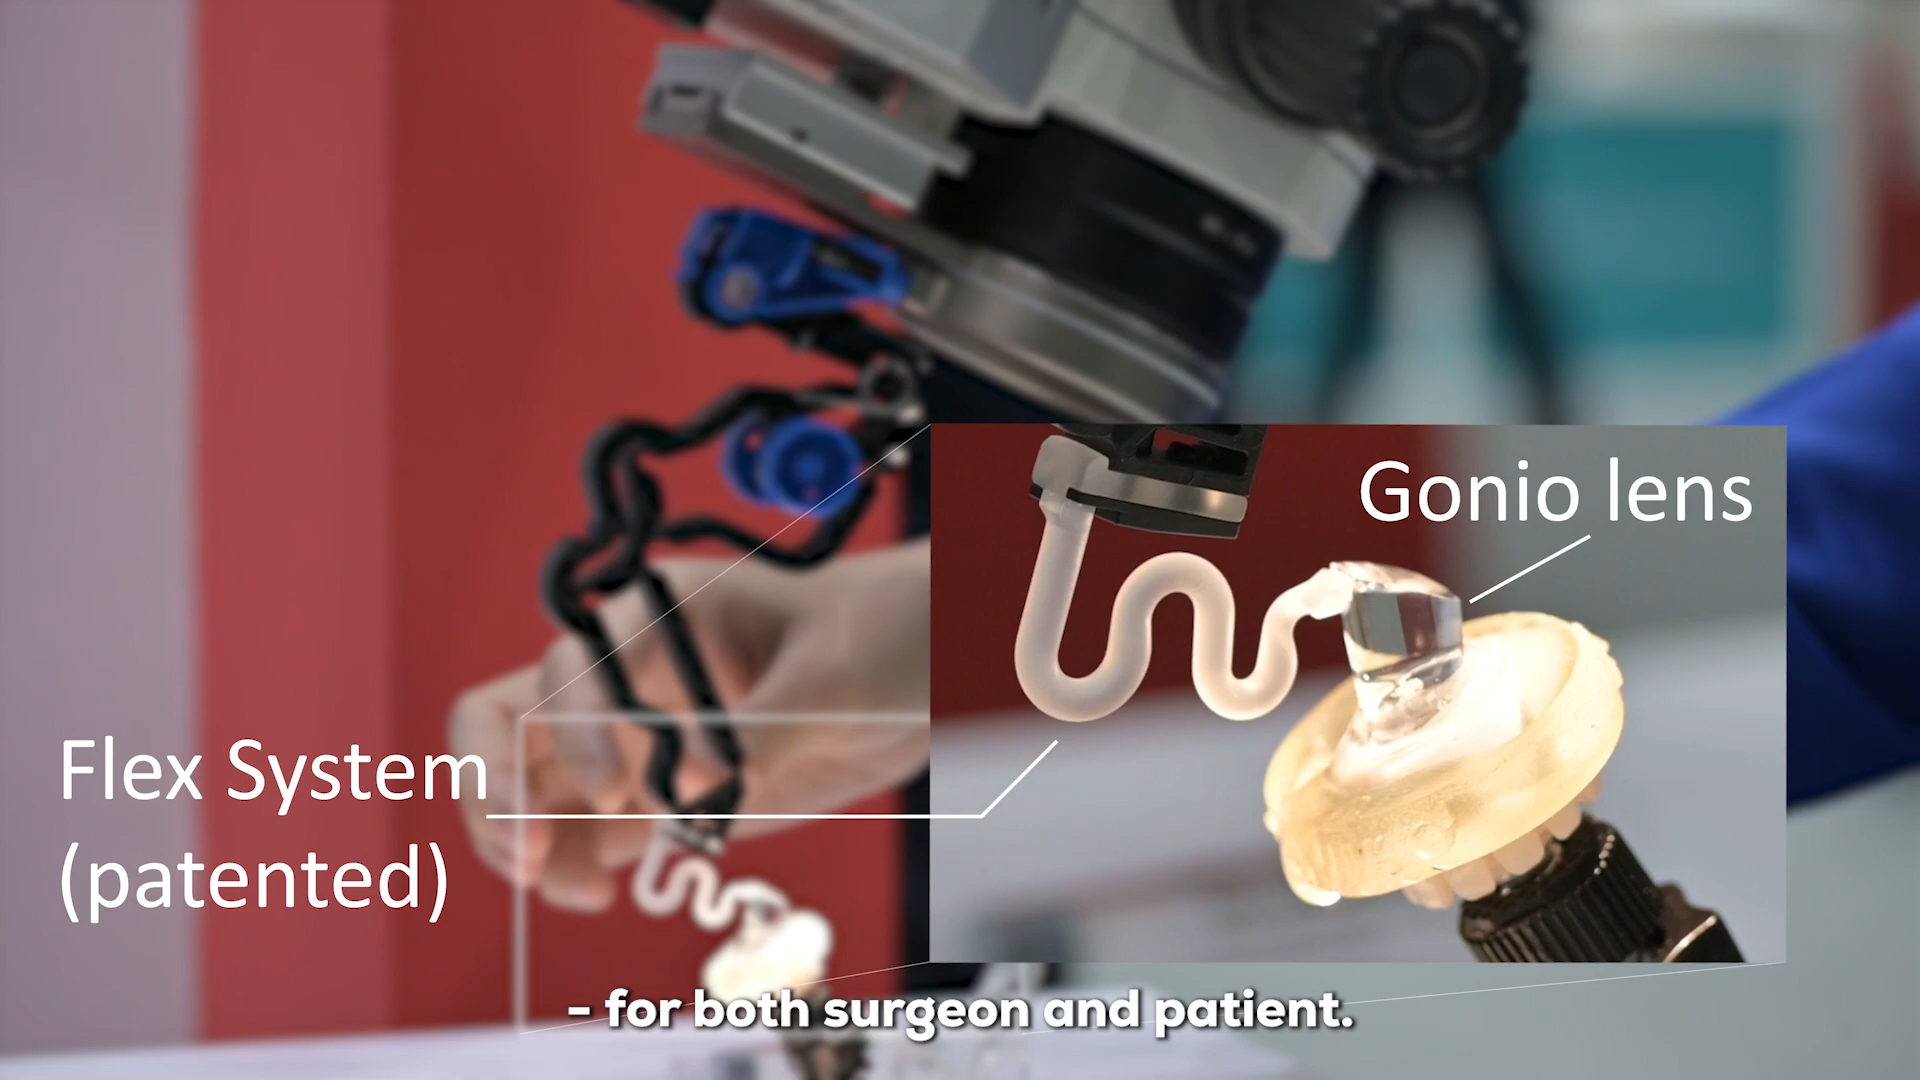 Gonio lens
Flex System
(patented)
- for both surgeon and patient.